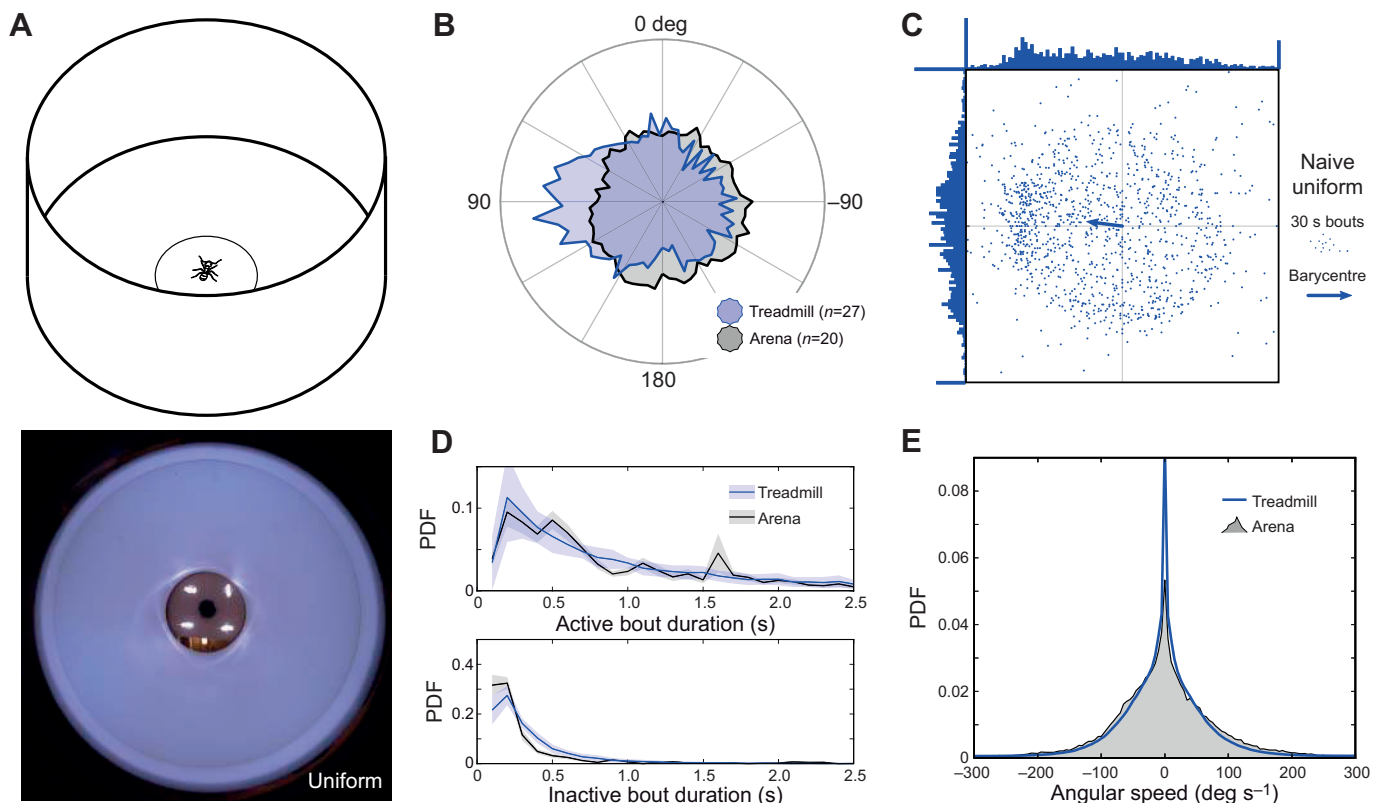 A
B
0 deg
90
–90
180
Treadmill (n=27)
Arena (n=20)
C
Naive
uniform
30 s bouts
Barycentre
Uniform
D
PDF
0.1
0
Treadmill
Arena
0 0.5 1.0 1.5 2.0 2.5
Active bout duration (s)
PDF
0.4
0.2
0
0 0.5 1.0 1.5 2.0 2.5
Inactive bout duration (s)
E
PDF
0.08
0.06
0.04
0.02
0
Treadmill
Arena
–300 –200 –100 0 100 200 300
Angular speed (deg s–1)